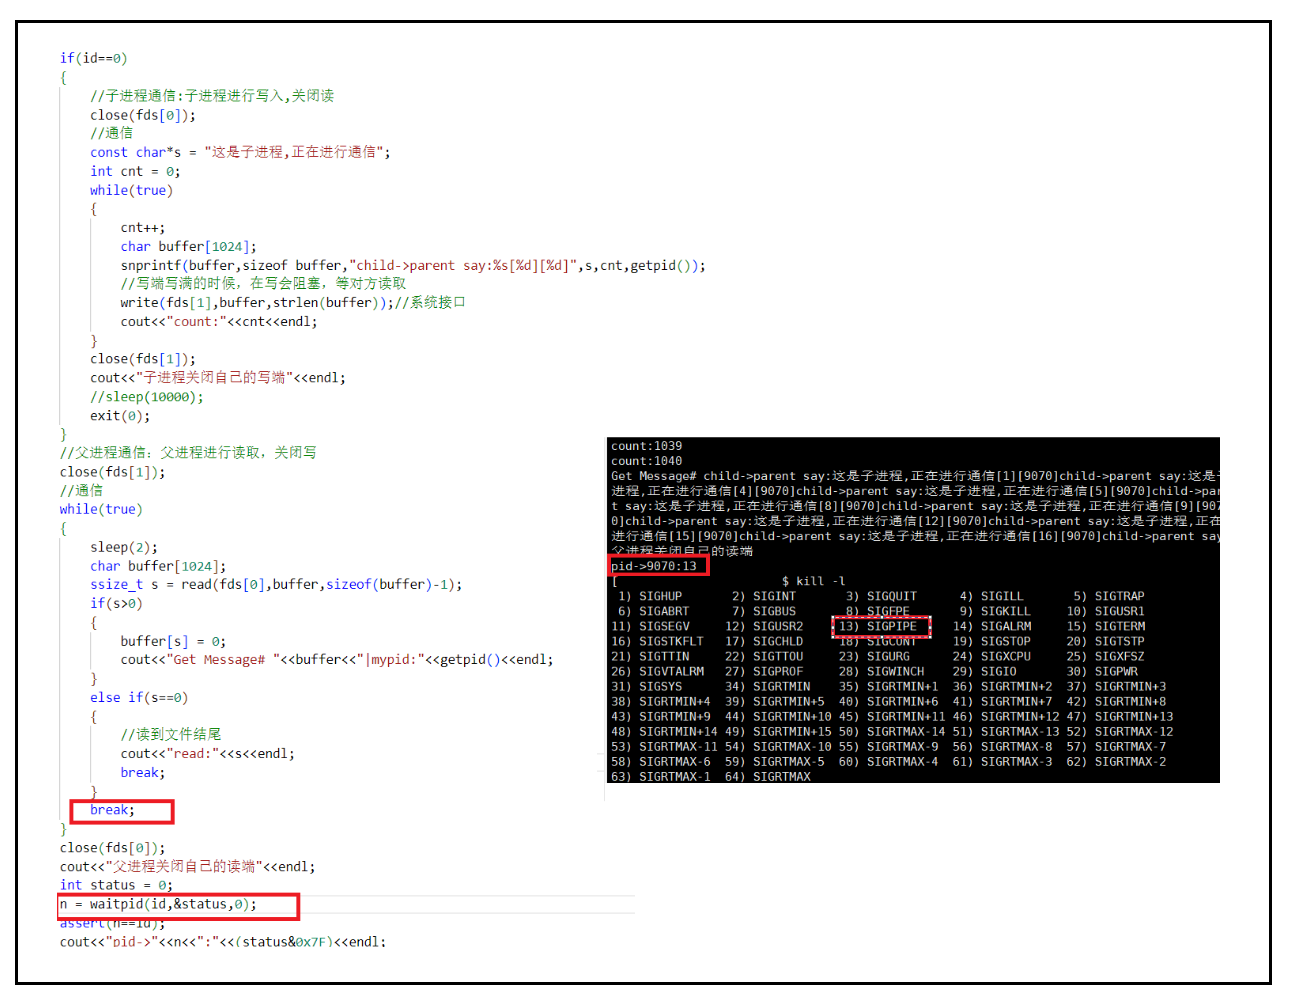 if(id==0)
{
//子进程通信:子进程进行写入,关闭读
close(fds[0]);
//通信
const char*s = "这是子进程,正在进行通信";
int cnt = 0;
while(true)
{
cnt++;
char buffer[1024];
snprintf(buffer,sizeof buffer,"child->parent say:%s[%d][%d]",s,cnt,getpid());
//写端写满的时候，在写会阻塞，等对方读取
write(fds[1],buffer,strlen(buffer));//系统接口
cout<<"count:"<<cnt<<endl;
}
close(fds[1]);
cout<<"子进程关闭自己的写端"<<endl;
//sleep(10000);
exit(0);
}
//父进程通信：父进程进行读取，关闭写
close(fds[1]);
//通信
while(true)
{
sleep(2);
char buffer[1024];
ssize_t s = read(fds[0],buffer,sizeof(buffer)-1);
if(s>0)
{
buffer[s] = 0;
cout<<"Get Message# "<<buffer<<"|mypid:"<<getpid()<<endl;
}
else if(s==0)
{
//读到文件结尾
cout<<"read:"<<s<<endl;
break;
}
break;
}
close(fds[0]);
cout<<"父进程关闭自己的读端"<<endl;
int status = 0;
n = waitpid(id,&status,0);
assert(n==id);
cout<<"pid->"<<n<<":"<<(status&0x7F)<<endl;
count:1039
count:1040
Get Message# child->parent say:这是子进程,正在进行通信[1][9070]child->parent say:这是子
进程,正在进行通信[4][9070]child->parent say:这是子进程,正在进行通信[5][9070]child->par
t say:这是子进程,正在进行通信[8][9070]child->parent say:这是子进程,正在进行通信[9][907
0]child->parent say:这是子进程,正在进行通信[12][9070]child->parent say:这是子进程,正在
进行通信[15][9070]child->parent say:这是子进程,正在进行通信[16][9070]child->parent say
父进程关闭自己的读端
pid->9070:13
[ $ kill -l
1) SIGHUP 2) SIGINT 3) SIGQUIT 4) SIGILL 5) SIGTRAP
6) SIGABRT 7) SIGBUS 8) SIGFPE 9) SIGKILL 10) SIGUSR1
11) SIGSEGV 12) SIGUSR2 13) SIGPIPE 14) SIGALRM 15) SIGTERM
16) SIGSTKFLT 17) SIGCHLD 18) SIGCONT 19) SIGSTOP 20) SIGTSTP
21) SIGTTIN 22) SIGTTOU 23) SIGURG 24) SIGXCPU 25) SIGXFSZ
26) SIGVTALRM 27) SIGPROF 28) SIGWINCH 29) SIGIO 30) SIGPWR
31) SIGSYS 34) SIGRTMIN 35) SIGRTMIN+1 36) SIGRTMIN+2 37) SIGRTMIN+3
38) SIGRTMIN+4 39) SIGRTMIN+5 40) SIGRTMIN+6 41) SIGRTMIN+7 42) SIGRTMIN+8
43) SIGRTMIN+9 44) SIGRTMIN+10 45) SIGRTMIN+11 46) SIGRTMIN+12 47) SIGRTMIN+13
48) SIGRTMIN+14 49) SIGRTMIN+15 50) SIGRTMAX-14 51) SIGRTMAX-13 52) SIGRTMAX-12
53) SIGRTMAX-11 54) SIGRTMAX-10 55) SIGRTMAX-9 56) SIGRTMAX-8 57) SIGRTMAX-7
58) SIGRTMAX-6 59) SIGRTMAX-5 60) SIGRTMAX-4 61) SIGRTMAX-3 62) SIGRTMAX-2
63) SIGRTMAX-1 64) SIGRTMAX